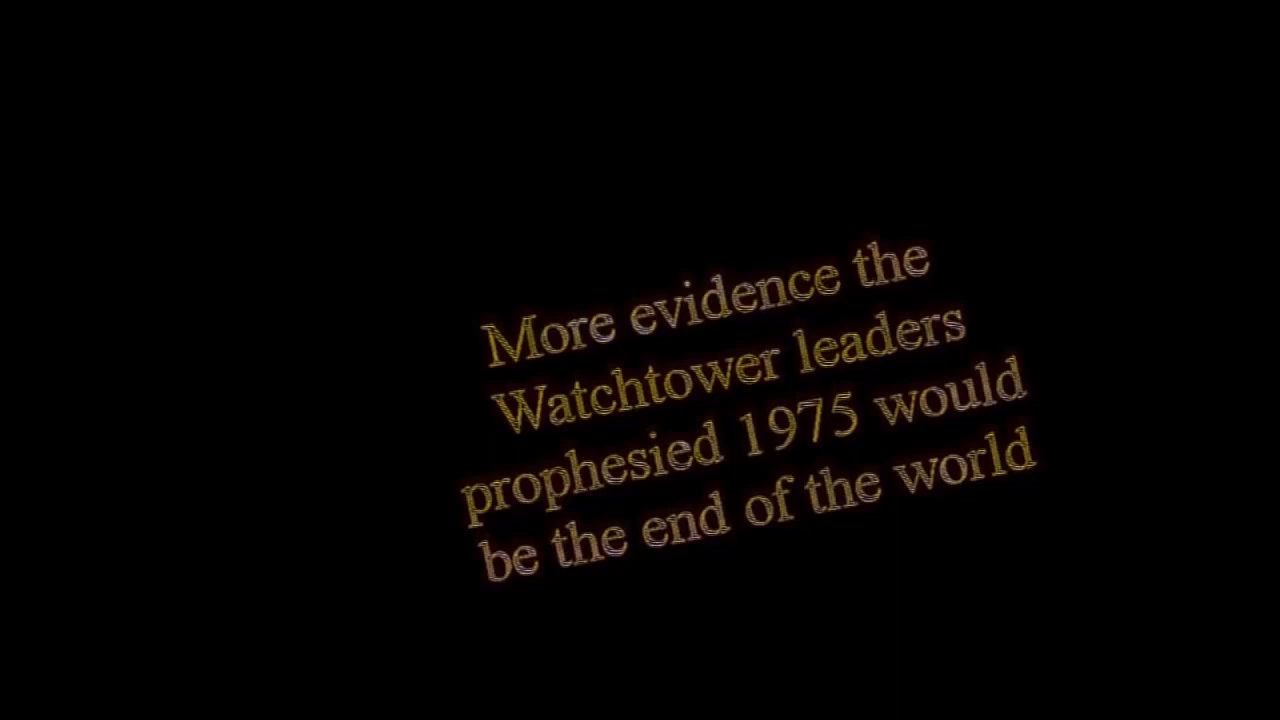 More evidence the
Watchtower leaders
prophesied 1975 would
be the end of the world